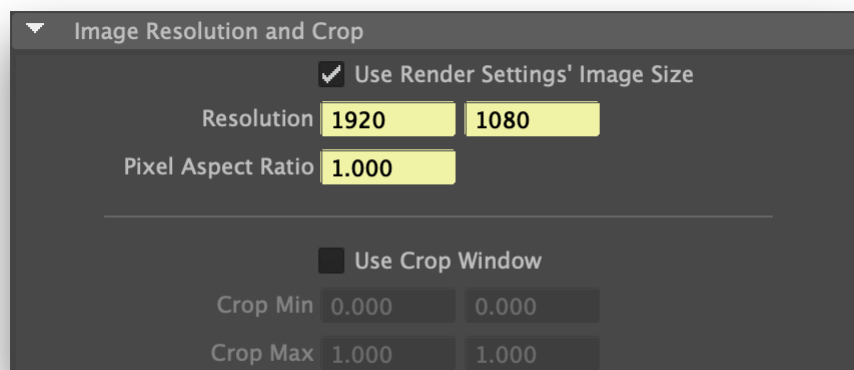 Image Resolution and Crop
Use Render Settings' Image Size
Resolution 1920 1080
Pixel Aspect Ratio 1.000
Use Crop Window
Crop Min 0.000 0.000
Crop Max 1.000 1.000